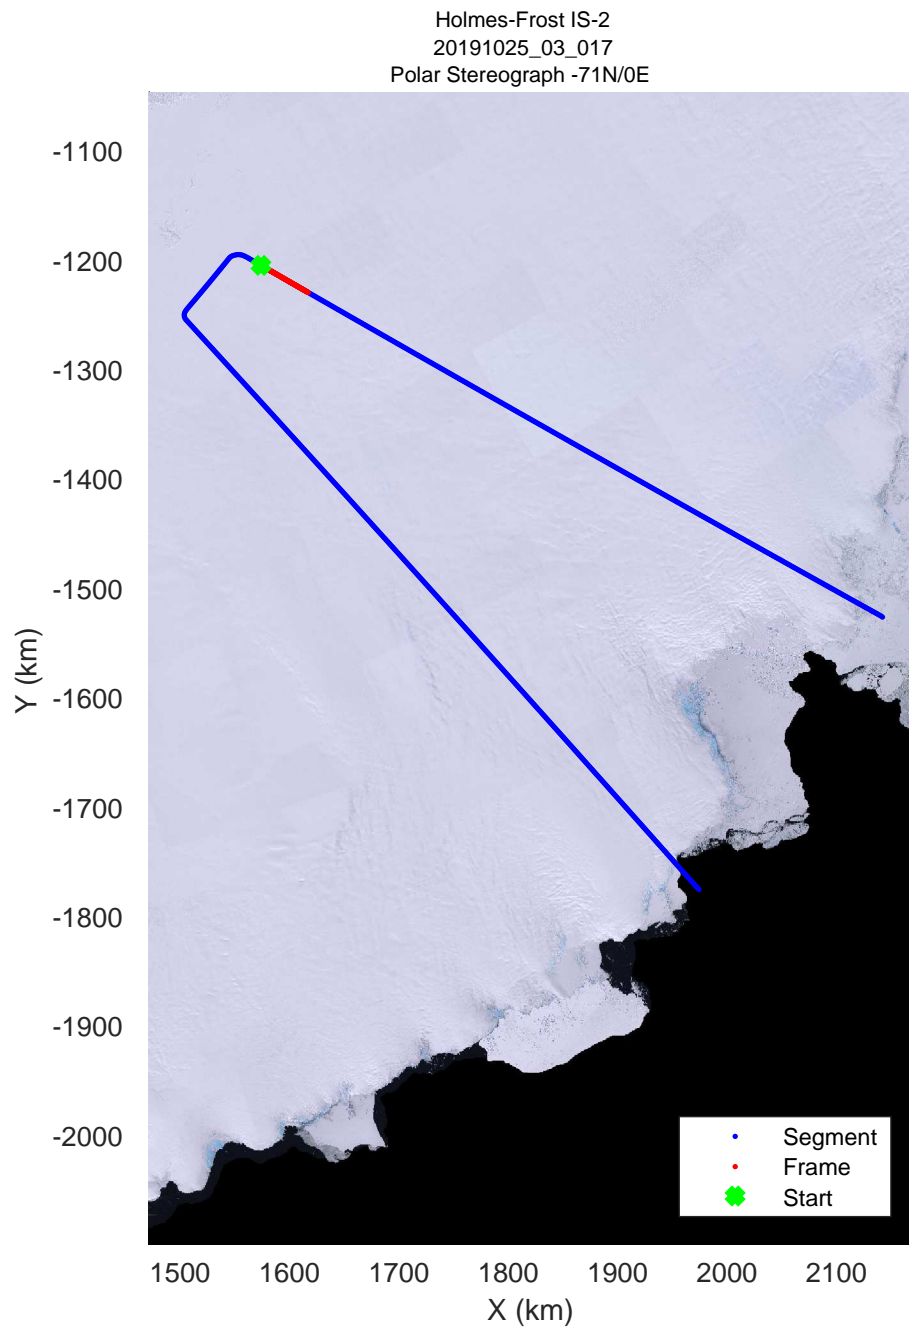 Holmes-Frost IS-2
20191025_03_017
Polar Stereograph -71N/0E
-1100
-1200
-1300
-1400
-1500
-1600
-1700
-1800
-1900
-2000
Y (km)
Segment
Frame
Start
1500 1600 1700 1800 1900 2000 2100
X (km)